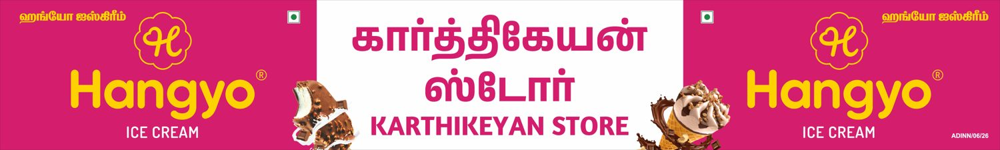 ஹங்யோ ஐஸ்கிரீம்
H
Hangyo®
ICE CREAM
கார்த்திகேயன்
ஸ்டோர்
KARTHIKEYAN STORE
ஹங்யோ ஐஸ்கிரீம்
H
Hangyo®
ICE CREAM
ADINN/06/26